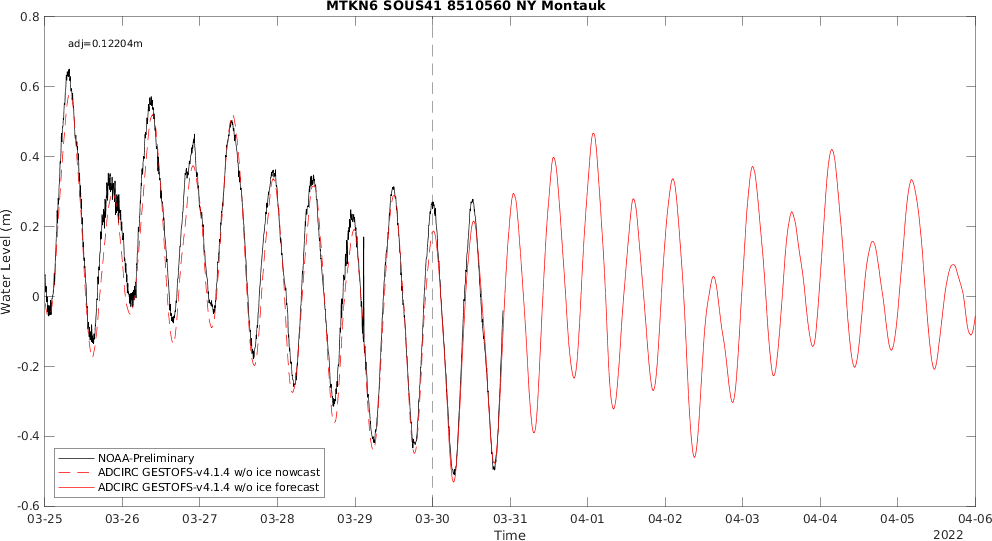 MTKN6 SOUS41 8510560 NY Montauk
adj=0.12204m
0.8
0.6
0.4
0.2
0
-0.2
-0.4
-0.6
Water Level (m)
NOAA-Preliminary
ADCIRC GESTOFS-v4.1.4 w/o ice nowcast
ADCIRC GESTOFS-v4.1.4 w/o ice forecast
03-25 03-26 03-27 03-28 03-29 03-30 03-31 04-01 04-02 04-03 04-04 04-05 04-06
Time
2022